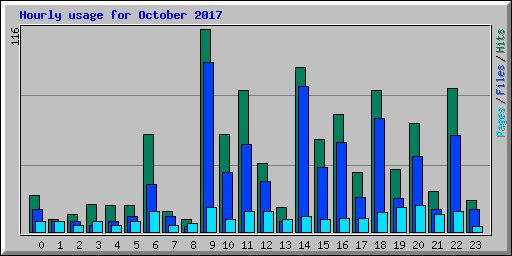 Hourly usage for October 2017
116
Pages / Files / Hits
0 1 2 3 4 5 6 7 8 9 10 11 12 13 14 15 16 17 18 19 20 21 22 23